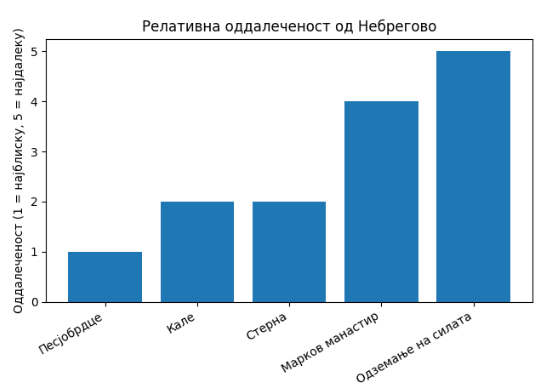 Релативна оддалеченост од Небрегово
Оддалеченост (1 = најблиску, 5 = најдалеку)
5
4
3
2
1
0
Песјобрдце
Кале
Стерна
Марков манастир
Одземање на силата